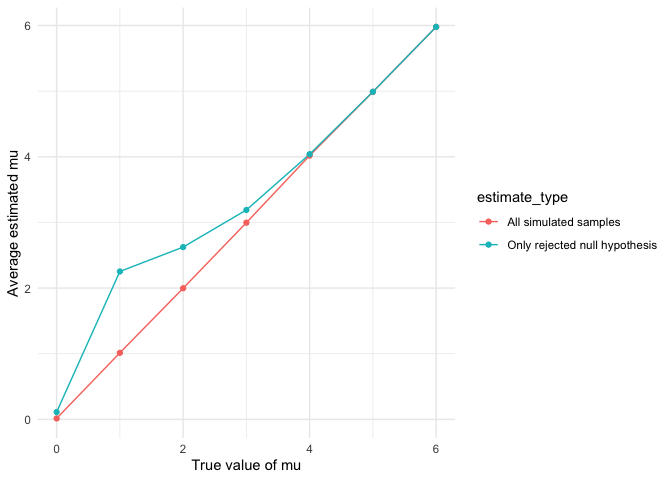 6
4
2
0
0
2
4
6
Average estimated mu
True value of mu
estimate_type
All simulated samples
Only rejected null hypothesis